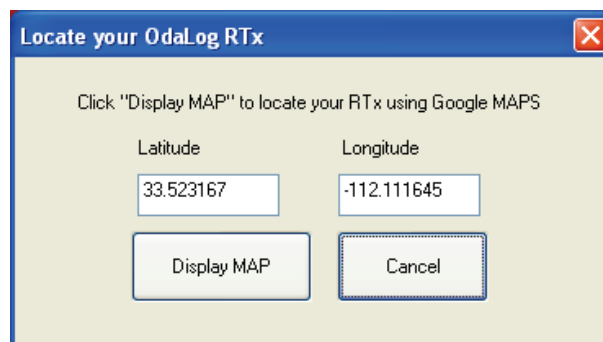 Locate your OdaLog RTx
Click "Display MAP" to locate your RTx using Google MAPS
Latitude Longitude
33.523167 -112.111645
Display MAP Cancel